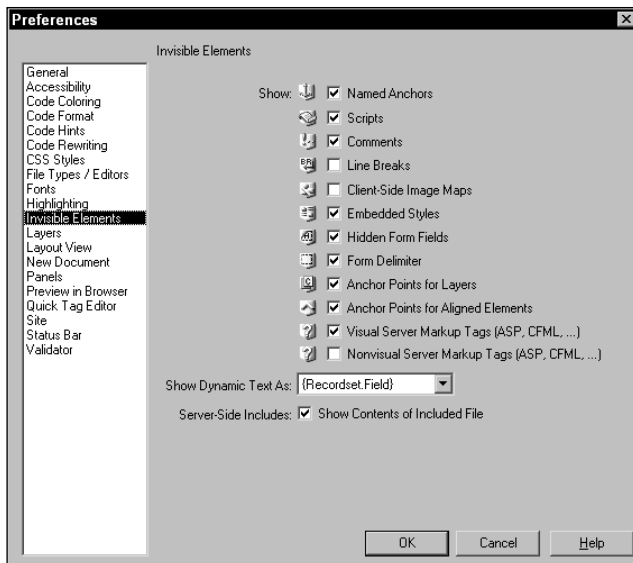 Preferences
Invisible Elements
General
Accessibility
Code Coloring
Code Format
Code Hints
Code Rewriting
CSS Styles
File Types / Editors
Fonts
Highlighting
Invisible Elements
Layers
Layout View
New Document
Panels
Preview in Browser
Quick Tag Editor
Site
Status Bar
Validator
Show: Named Anchors
Scripts
Comments
BR Line Breaks
Client-Side Image Maps
Embedded Styles
Hidden Form Fields
Form Delimiter
Anchor Points for Layers
Anchor Points for Aligned Elements
Visual Server Markup Tags (ASP, CFML, ...)
Nonvisual Server Markup Tags (ASP, CFML, ...)
Show Dynamic Text As: {Recordset.Field}
Server-Side Includes: Show Contents of Included File
OK Cancel Help